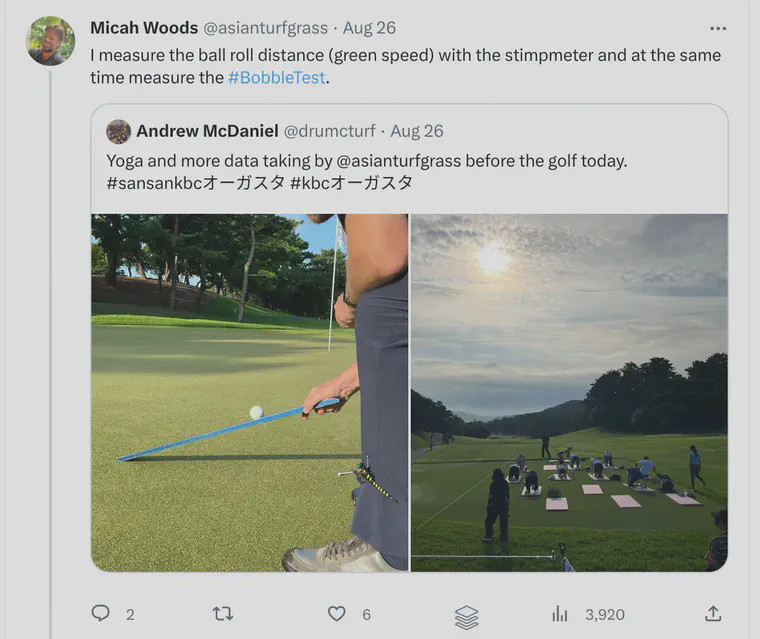 Micah Woods @asianturfgrass · Aug 26
I measure the ball roll distance (green speed) with the stimpmeter and at the same
time measure the #BobbleTest.
Andrew McDaniel @drumcturf · Aug 26
Yoga and more data taking by @asianturfgrass before the golf today.
#sansankbcオーガスタ #kbcオーガスタ
2
6
3,920